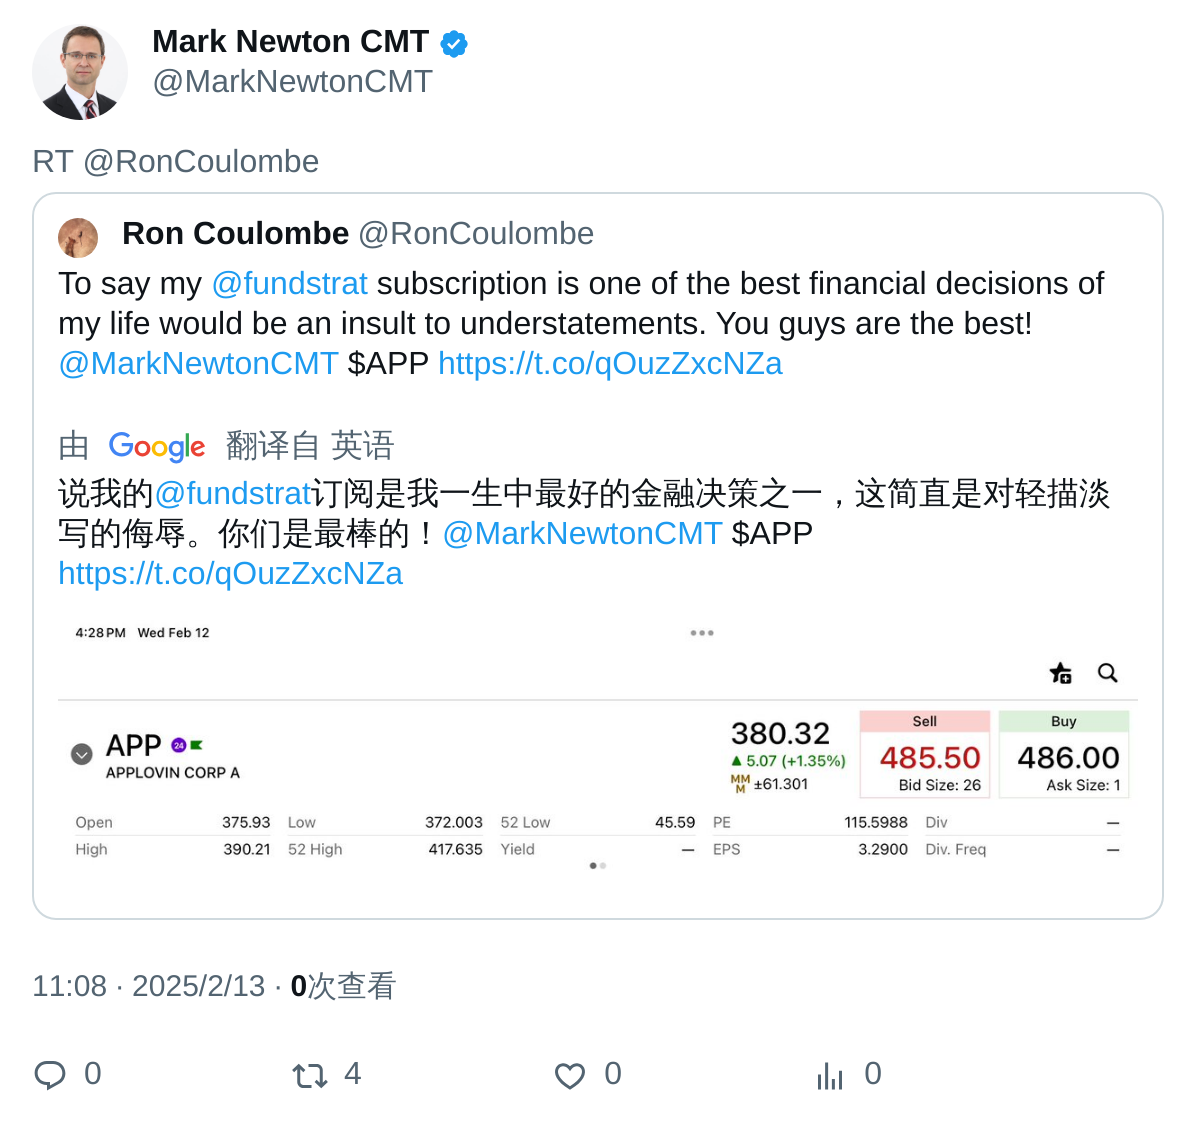 Mark Newton CMT
@MarkNewtonCMT
RT @RonCoulombe
Ron Coulombe @RonCoulombe
To say my @fundstrat subscription is one of the best financial decisions of
my life would be an insult to understatements. You guys are the best!
@MarkNewtonCMT $APP https://t.co/qOuzZxcNZa
由 Google 翻译自 英语
说我的@fundstrat订阅是我一生中最好的金融决策之一，这简直是对轻描淡
写的侮辱。你们是最棒的！@MarkNewtonCMT $APP
https://t.co/qOuzZxcNZa
4:28 PM Wed Feb 12
APP 24
APPLOVIN CORP A
380.32
▲ 5.07 (+1.35%)
MMM ±61.301
Sell
485.50
Bid Size: 26
Buy
486.00
Ask Size: 1
Open 375.93 Low 372.003 52 Low 45.59 PE 115.5988 Div —
High 390.21 52 High 417.635 Yield — EPS 3.2900 Div. Freq —
11:08 · 2025/2/13 · 0次查看
0 4 0 0